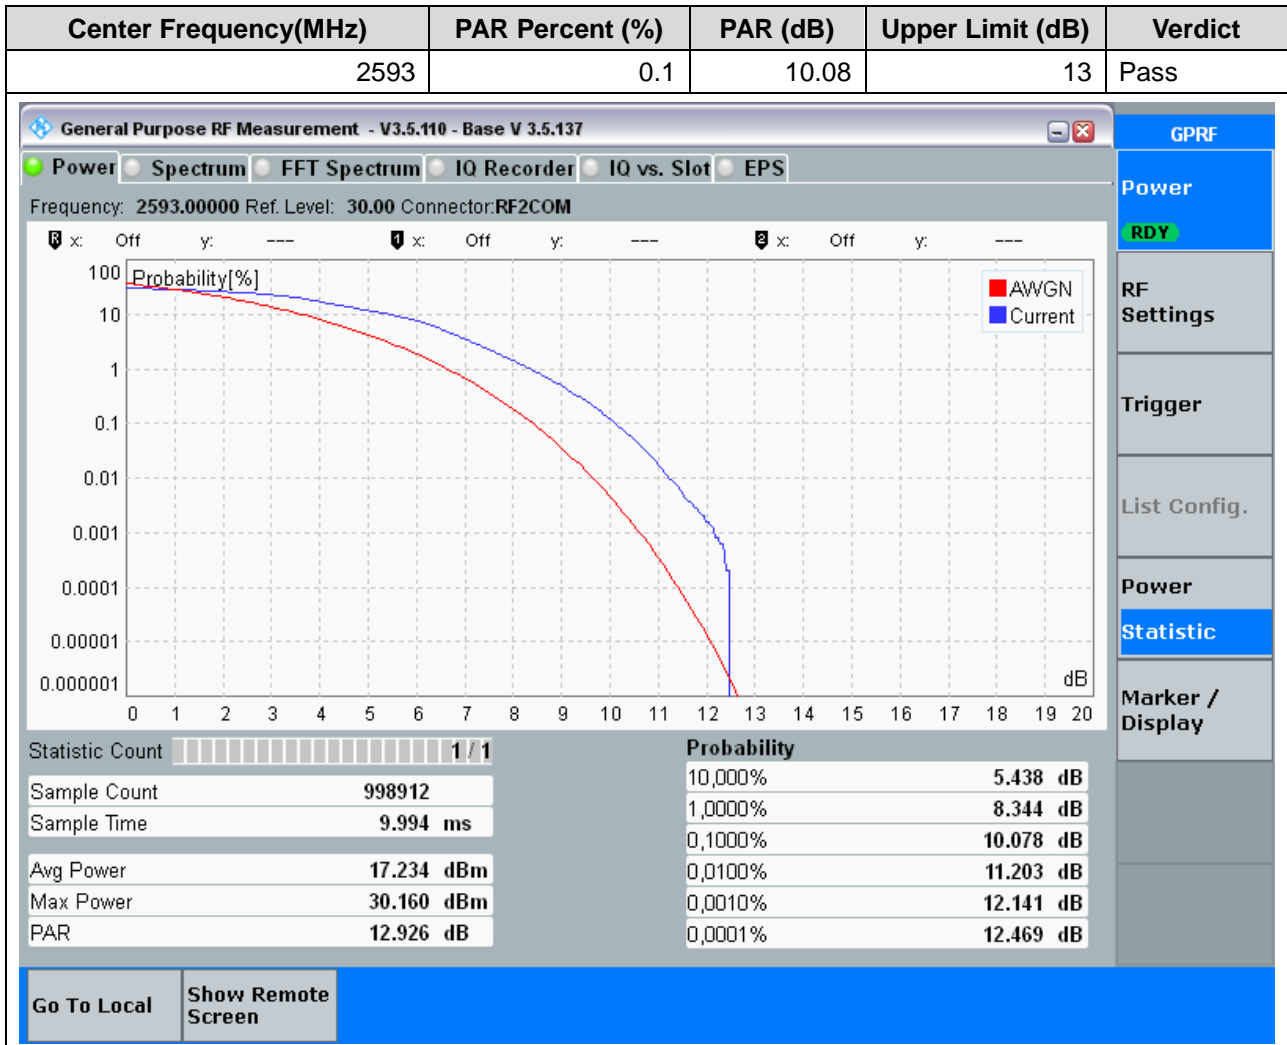 Center Frequency(MHz) PAR Percent (%) PAR (dB) Upper Limit (dB) Verdict
2593 0.1 10.08 13 Pass
General Purpose RF Measurement - V3.5.110 - Base V 3.5.137
GPRF
Power Spectrum FFT Spectrum IQ Recorder IQ vs. Slot EPS
Power
RDY
Frequency: 2593.00000 Ref. Level: 30.00 Connector:RF2COM
R x: Off y: --- 1 x: Off y: --- 2 x: Off y: ---
Probability[%]
AWGN
Current
100
10
1
0.1
0.01
0.001
0.0001
0.00001
0.000001
dB
0 1 2 3 4 5 6 7 8 9 10 11 12 13 14 15 16 17 18 19 20
RF
Settings
Trigger
List Config.
Power
Statistic
Marker /
Display
Statistic Count 1 / 1
Sample Count 998912
Sample Time 9.994 ms
Avg Power 17.234 dBm
Max Power 30.160 dBm
PAR 12.926 dB
Probability
10,000% 5.438 dB
1,0000% 8.344 dB
0,1000% 10.078 dB
0,0100% 11.203 dB
0,0010% 12.141 dB
0,0001% 12.469 dB
Go To Local
Show Remote
Screen